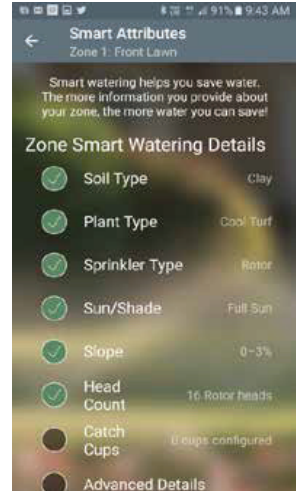 91% 9:43 AM
Smart Attributes
Zone 1: Front Lawn
Smart watering helps you save water.
The more information you provide about
your zone, the more water you can save!
Zone Smart Watering Details
Soil Type Clay
Plant Type Cool Turf
Sprinkler Type Rotor
Sun/Shade Full Sun
Slope 0-3%
Head
Count 16 Rotor heads
Catch
Cups 0 cups configured
Advanced Details